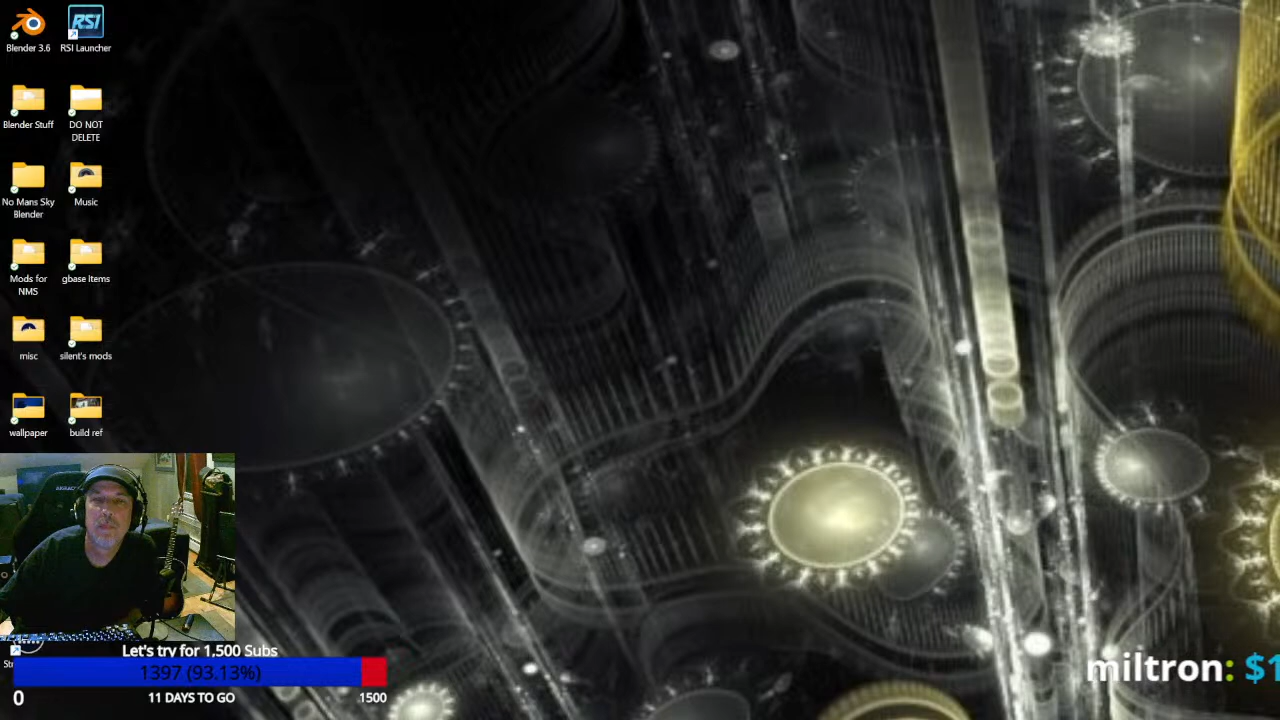 Blender 3.6
RSI
RSI Launcher
Blender Stuff
DO NOT
DELETE
No Mans Sky
Blender
Music
Mods for
NMS
gbase items
misc
silent's mods
wallpaper
build ref
Let's try for 1,500 Subs
1397 (93.13%)
0
11 DAYS TO GO
1500
miltron: $1